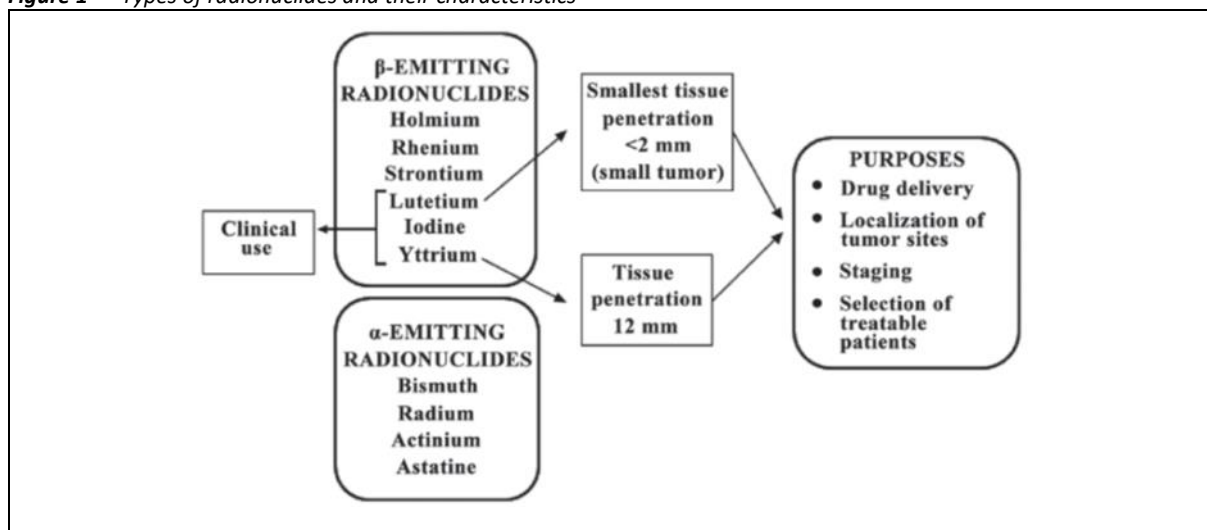 Figure 1 Types of radionuclides and their characteristics
β-EMITTING
RADIONUCLIDES
Holmium
Rhenium
Strontium
Lutetium
Iodine
Yttrium
Clinical
use
α-EMITTING
RADIONUCLIDES
Bismuth
Radium
Actinium
Astatine
Smallest tissue
penetration
<2 mm
(small tumor)
Tissue
penetration
12 mm
PURPOSES
• Drug delivery
• Localization of
tumor sites
• Staging
• Selection of
treatable
patients